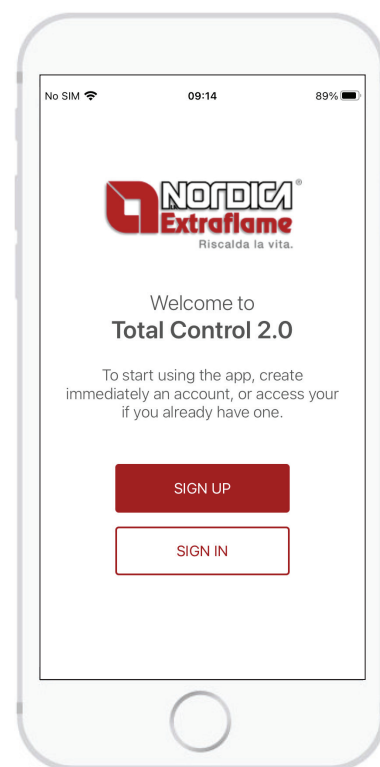 No SIM 09:14 89%
La NORDICA®
Extraflame
Riscalda la vita.
Welcome to
Total Control 2.0
To start using the app, create
immediately an account, or access your
if you already have one.
SIGN UP
SIGN IN